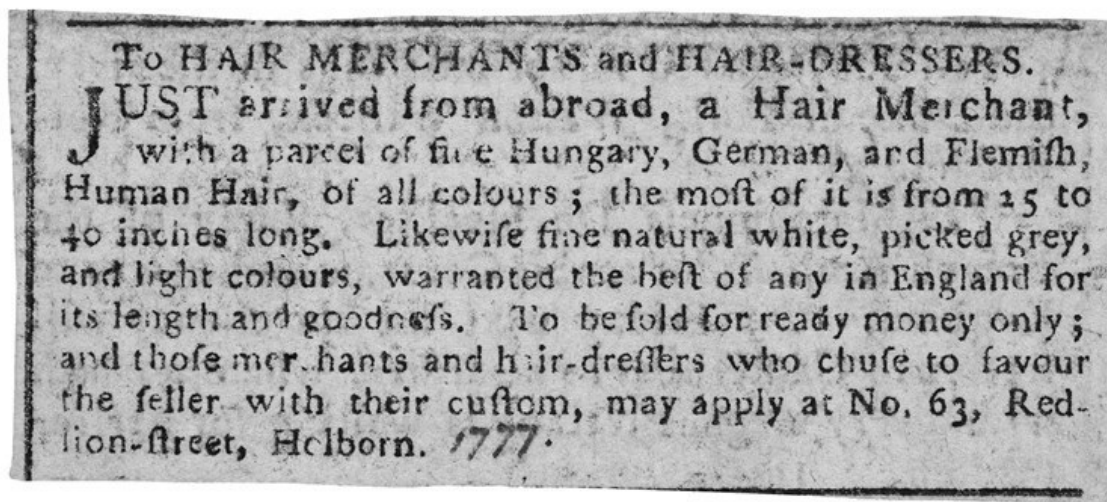 To HAIR MERCHANTS and HAIR-DRESSERS.
JUST arrived from abroad, a Hair Merchant,
with a parcel of fine Hungary, German, and Flemiſh,
Human Hair, of all colours; the moſt of it is from 25 to
40 inches long. Likewiſe fine natural white, picked grey,
and light colours, warranted the beſt of any in England for
its length and goodneſs. To be ſold for ready money only;
and thoſe merchants and hair-dreſſers who chuſe to favour
the ſeller with their cuſtom, may apply at No. 63, Red-
lion-ſtreet, Holborn. 1777.